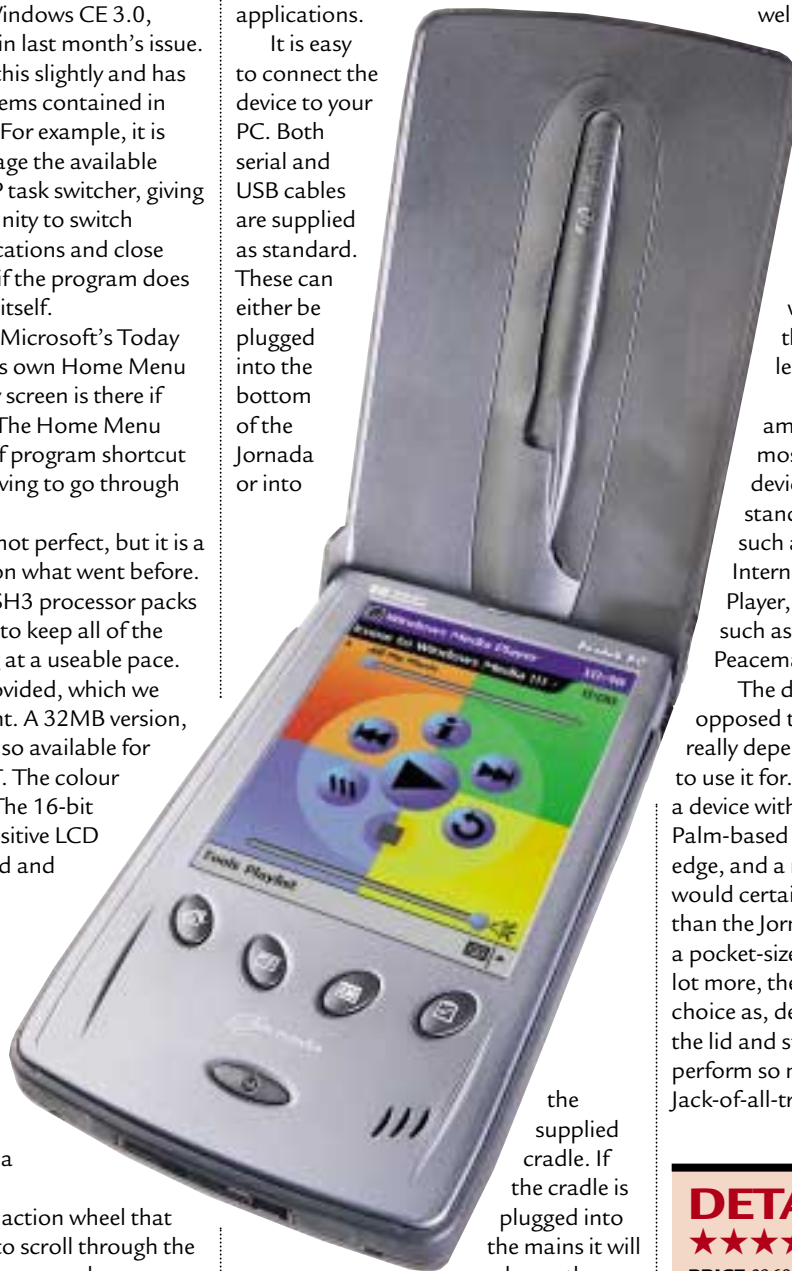 Windows CE 3.0,
in last month's issue.
this slightly and has
ems contained in
For example, it is
age the available
P task switcher, giving
nity to switch
cations and close
if the program does
itself.
Microsoft's Today
s own Home Menu
screen is there if
The Home Menu
f program shortcut
ving to go through
not perfect, but it is a
on what went before.
SH3 processor packs
to keep all of the
at a useable pace.
ovided, which we
nt. A 32MB version,
so available for
The colour
The 16-bit
sitive LCD
d and
a
action wheel that
to scroll through the
applications.
It is easy
to connect the
device to your
PC. Both
serial and
USB cables
are supplied
as standard.
These can
either be
plugged
into the
bottom
of the
Jornada
or into
the
supplied
cradle. If
the cradle is
plugged into
the mains it will
Windows Media Player
All My Music
Tools Playlist
Jornada
wel
th
le
am
mos
devic
stand
such a
Intern
Player,
such as
Peacema
The d
opposed t
really depe
to use it for.
a device with
Palm-based
edge, and a
would certai
than the Jorn
a pocket-size
lot more, the
choice as, de
the lid and s
perform so
Jack-of-all-tr
DETA